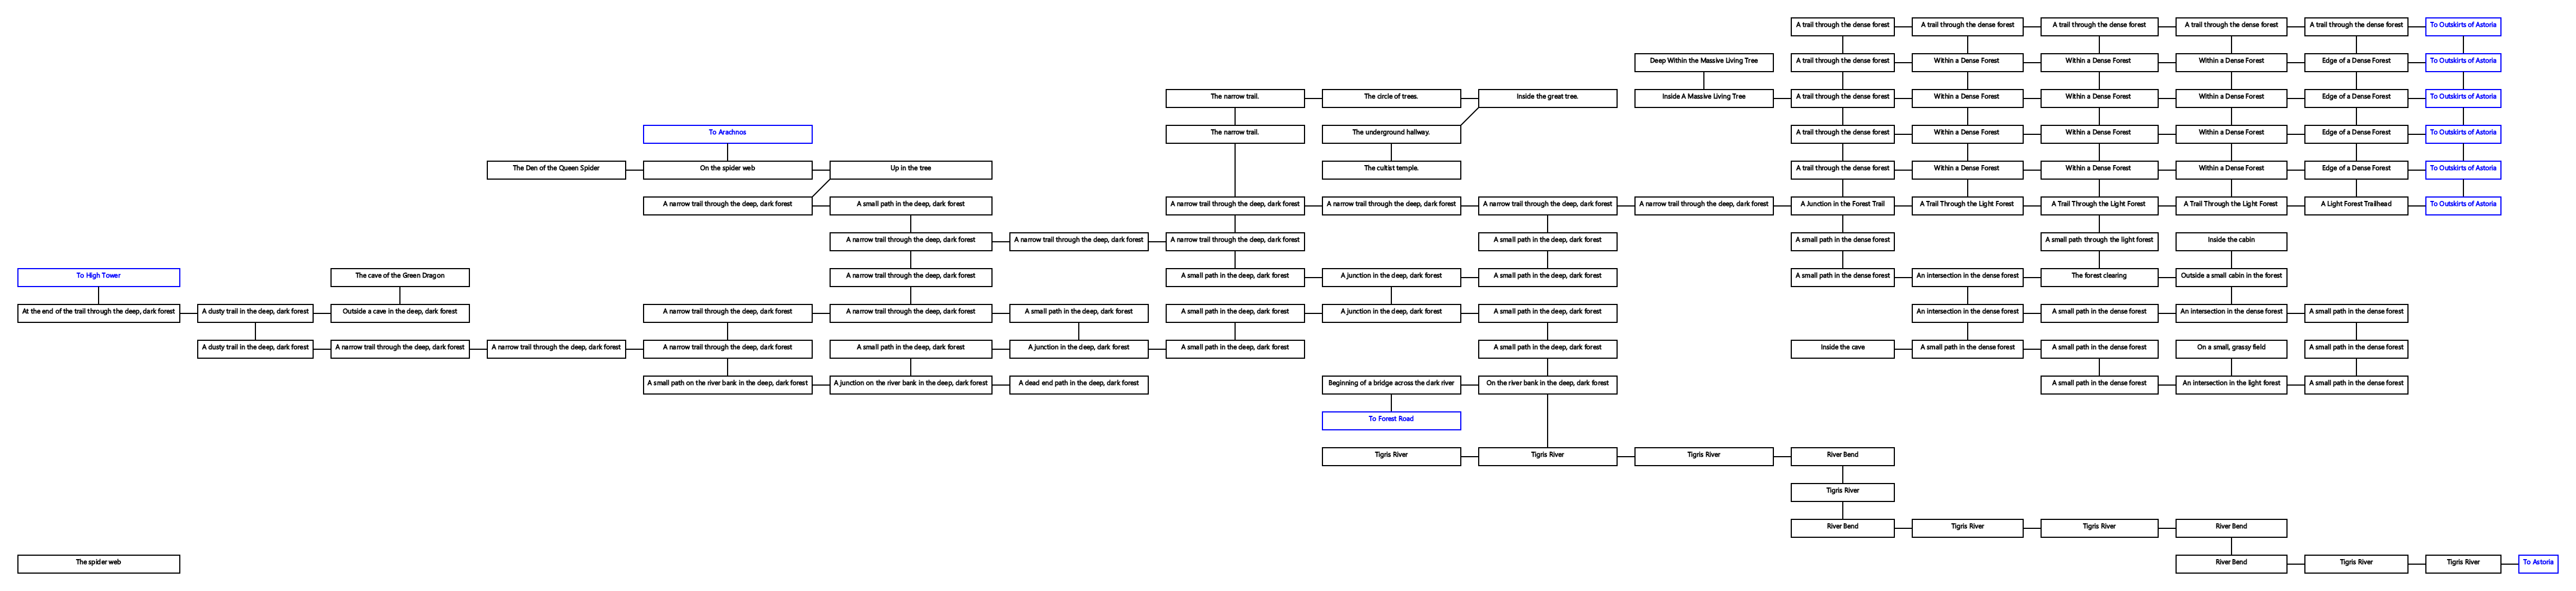 A trail through the dense forest A trail through the dense forest A trail through the dense forest A trail through the dense forest A trail through the dense forest To Outskirts of Astoria
Deep Within the Massive Living Tree A trail through the dense forest Within a Dense Forest Within a Dense Forest Within a Dense Forest Edge of a Dense Forest To Outskirts of Astoria
The narrow trail. The circle of trees. Inside the great tree. Inside A Massive Living Tree A trail through the dense forest Within a Dense Forest Within a Dense Forest Within a Dense Forest Edge of a Dense Forest To Outskirts of Astoria
To Arachnos The narrow trail. The underground hallway. A trail through the dense forest Within a Dense Forest Within a Dense Forest Within a Dense Forest Edge of a Dense Forest To Outskirts of Astoria
The Den of the Queen Spider On the spider web Up in the tree The cultist temple. A trail through the dense forest Within a Dense Forest Within a Dense Forest Within a Dense Forest Edge of a Dense Forest To Outskirts of Astoria
A narrow trail through the deep, dark forest A small path in the deep, dark forest A narrow trail through the deep, dark forest A narrow trail through the deep, dark forest A narrow trail through the deep, dark forest A narrow trail through the deep, dark forest A Junction in the Forest Trail A Trail Through the Light Forest A Trail Through the Light Forest A Trail Through the Light Forest A Light Forest Trailhead To Outskirts of Astoria
A narrow trail through the deep, dark forest A narrow trail through the deep, dark forest A narrow trail through the deep, dark forest A small path in the deep, dark forest A small path in the dense forest A small path through the light forest Inside the cabin
To High Tower The cave of the Green Dragon A narrow trail through the deep, dark forest A small path in the deep, dark forest A junction in the deep, dark forest A small path in the deep, dark forest A small path in the dense forest An intersection in the dense forest The forest clearing Outside a small cabin in the forest
At the end of the trail through the deep, dark forest A dusty trail in the deep, dark forest Outside a cave in the deep, dark forest A narrow trail through the deep, dark forest A narrow trail through the deep, dark forest A small path in the deep, dark forest A small path in the deep, dark forest A junction in the deep, dark forest A small path in the deep, dark forest An intersection in the dense forest A small path in the dense forest An intersection in the dense forest A small path in the dense forest
A dusty trail in the deep, dark forest A narrow trail through the deep, dark forest A narrow trail through the deep, dark forest A narrow trail through the deep, dark forest A small path in the deep, dark forest A junction in the deep, dark forest A small path in the deep, dark forest A small path in the deep, dark forest Inside the cave A small path in the dense forest A small path in the dense forest On a small, grassy field A small path in the dense forest
A small path on the river bank in the deep, dark forest A junction on the river bank in the deep, dark forest A dead end path in the deep, dark forest Beginning of a bridge across the dark river On the river bank in the deep, dark forest A small path in the dense forest An intersection in the light forest A small path in the dense forest
To Forest Road
Tigris River Tigris River Tigris River River Bend
Tigris River
River Bend Tigris River Tigris River River Bend
The spider web River Bend Tigris River Tigris River To Astoria